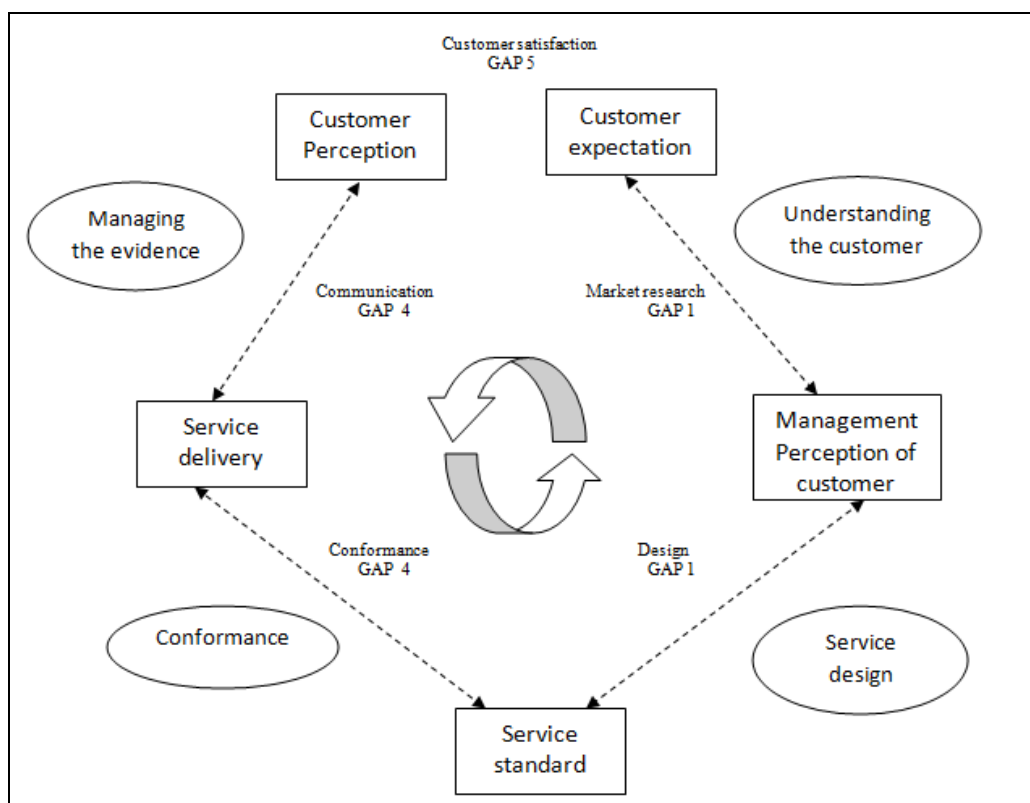 Customer satisfaction
GAP 5
Customer
Perception
Customer
expectation
Managing
the evidence
Understanding
the customer
Communication
GAP 4
Market research
GAP 1
Service
delivery
Management
Perception of
customer
Conformance
GAP 4
Design
GAP 1
Conformance
Service
design
Service
standard